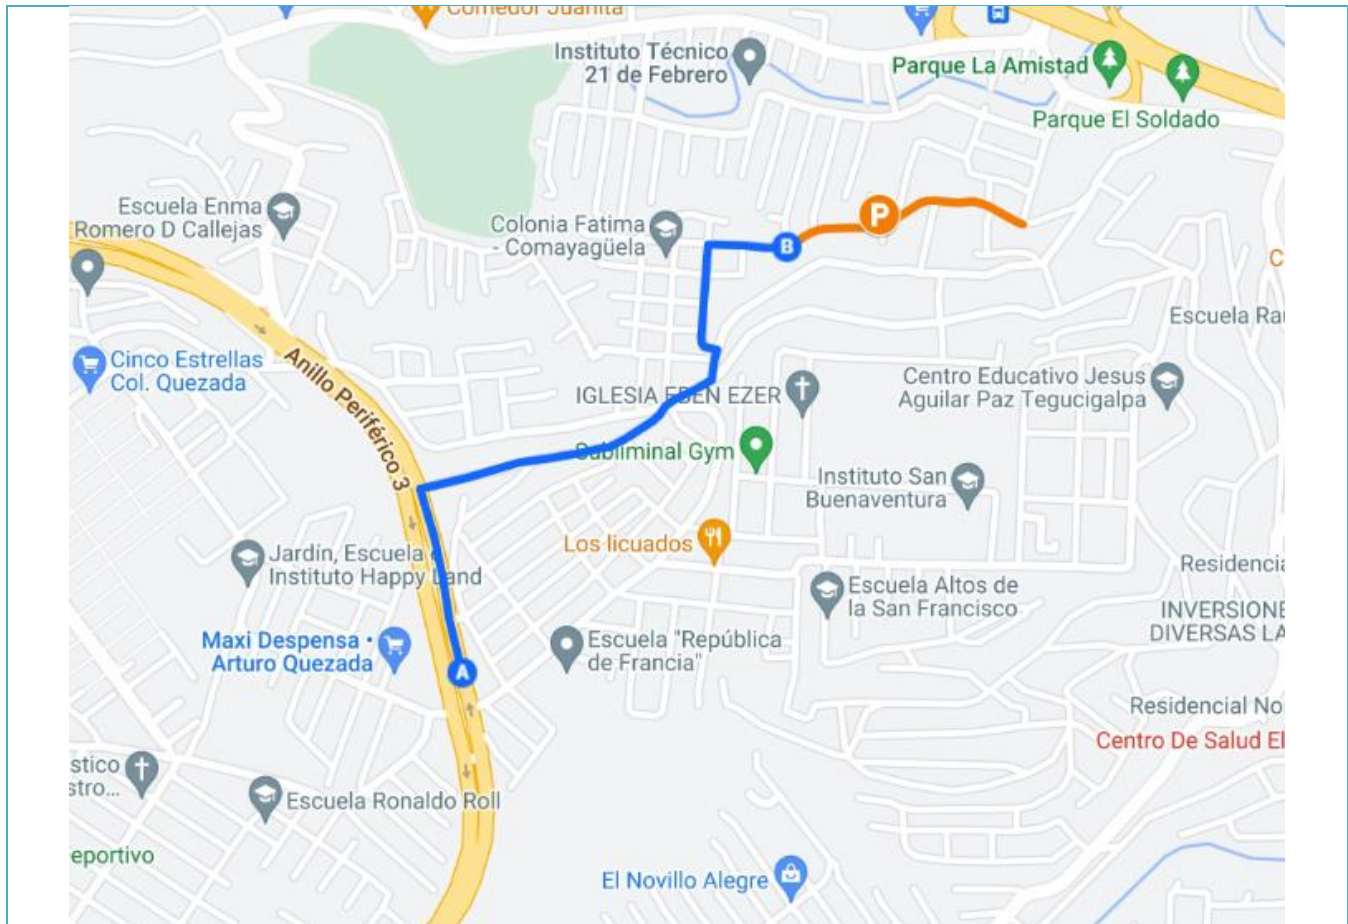 Comedor Juanita
Instituto Técnico
21 de Febrero
Parque La Amistad
Parque El Soldado
Escuela Enma
Romero D Callejas
Colonia Fatima
- Comayagüela
P
B
C
Escuela Rau
Cinco Estrellas
Col. Quezada
Anillo Periférico 3
IGLESIA EBEN EZER
Centro Educativo Jesus
Aguilar Paz Tegucigalpa
Subliminal Gym
Instituto San
Buenaventura
Los licuados
Jardín, Escuela e
Instituto Happy Land
Residencia
Escuela Altos de
la San Francisco
INVERSIONE
DIVERSAS LA
Maxi Despensa •
Arturo Quezada
Escuela "República
de Francia"
A
Residencial No
Centro De Salud El
stico
stro...
Escuela Ronaldo Roll
eportivo
El Novillo Alegre